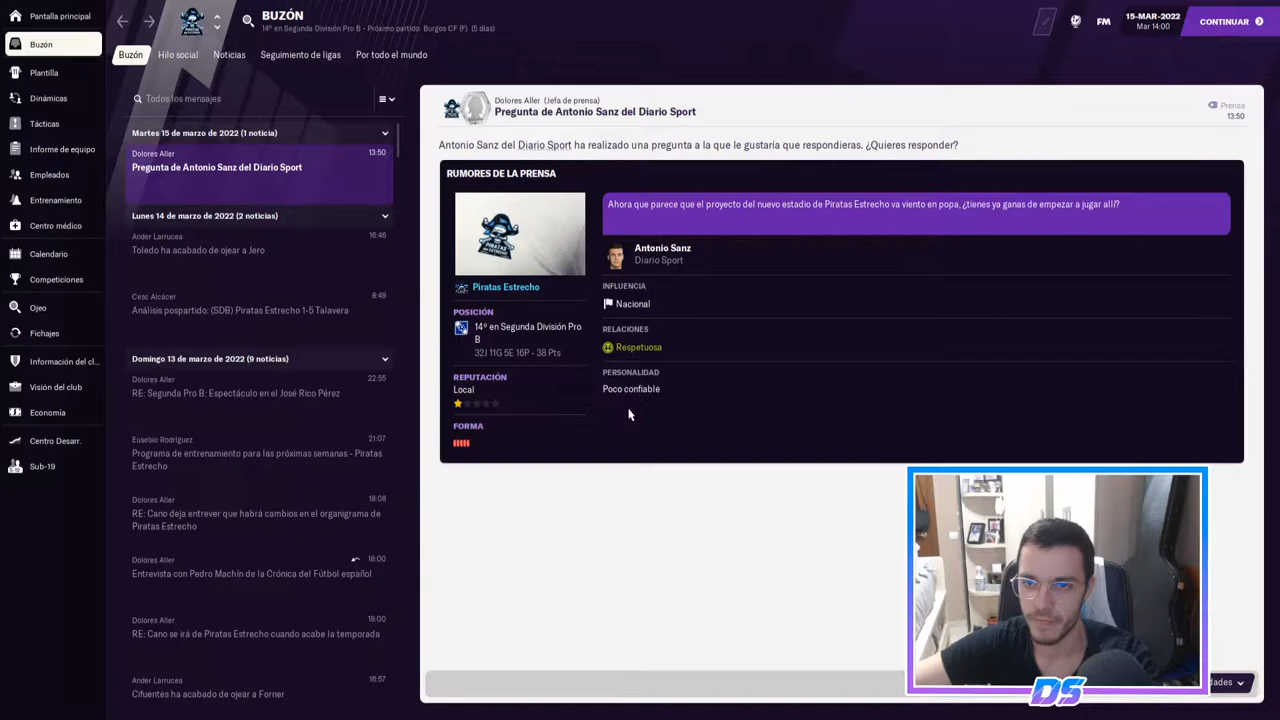 Pantalla principal
Buzón
Plantilla
Dinámicas
Tácticas
Informe de equipo
Empleados
Entrenamiento
Centro médico
Calendario
Competiciones
Ojeo
Fichajes
Información del cl...
Visión del club
Economía
Centro Desarr.
Sub-19
BUZÓN
14º en Segunda División Pro B - Próximo partido: Burgos CF (F) (5 días)
FM
15-MAR-2022
Mar 14:00
CONTINUAR
Buzón
Hilo social
Noticias
Seguimiento de ligas
Por todo el mundo
Todos los mensajes
Martes 15 de marzo de 2022 (1 noticia)
Dolores Aller 13:50
Pregunta de Antonio Sanz del Diario Sport
Lunes 14 de marzo de 2022 (2 noticias)
Ander Larrucea 16:46
Toledo ha acabado de ojear a Jero
Cesc Alcácer 8:49
Análisis pospartido: (SDB) Piratas Estrecho 1-5 Talavera
Domingo 13 de marzo de 2022 (9 noticias)
Dolores Aller 22:55
RE: Segunda Pro B: Espectáculo en el José Rico Pérez
Eusebio Rodríguez 21:07
Programa de entrenamiento para las próximas semanas - Piratas
Estrecho
Dolores Aller 18:08
RE: Cano deja entrever que habrá cambios en el organigrama de
Piratas Estrecho
Dolores Aller 18:00
Entrevista con Pedro Machín de la Crónica del Fútbol español
Dolores Aller 18:00
RE: Cano se irá de Piratas Estrecho cuando acabe la temporada
Ander Larrucea 16:57
Cifuentes ha acabado de ojear a Forner
Dolores Aller (Jefa de prensa)
Pregunta de Antonio Sanz del Diario Sport
Prensa
13:50
Antonio Sanz del Diario Sport ha realizado una pregunta a la que le gustaría que respondieras. ¿Quieres responder?
RUMORES DE LA PRENSA
Piratas Estrecho
POSICIÓN
14º en Segunda División Pro
B
32J 11G 5E 16P - 38 Pts
REPUTACIÓN
Local
FORMA
Ahora que parece que el proyecto del nuevo estadio de Piratas Estrecho va viento en popa, ¿tienes ya ganas de empezar a jugar allí?
Antonio Sanz
Diario Sport
INFLUENCIA
Nacional
RELACIONES
Respetuosa
PERSONALIDAD
Poco confiable
dades
DS